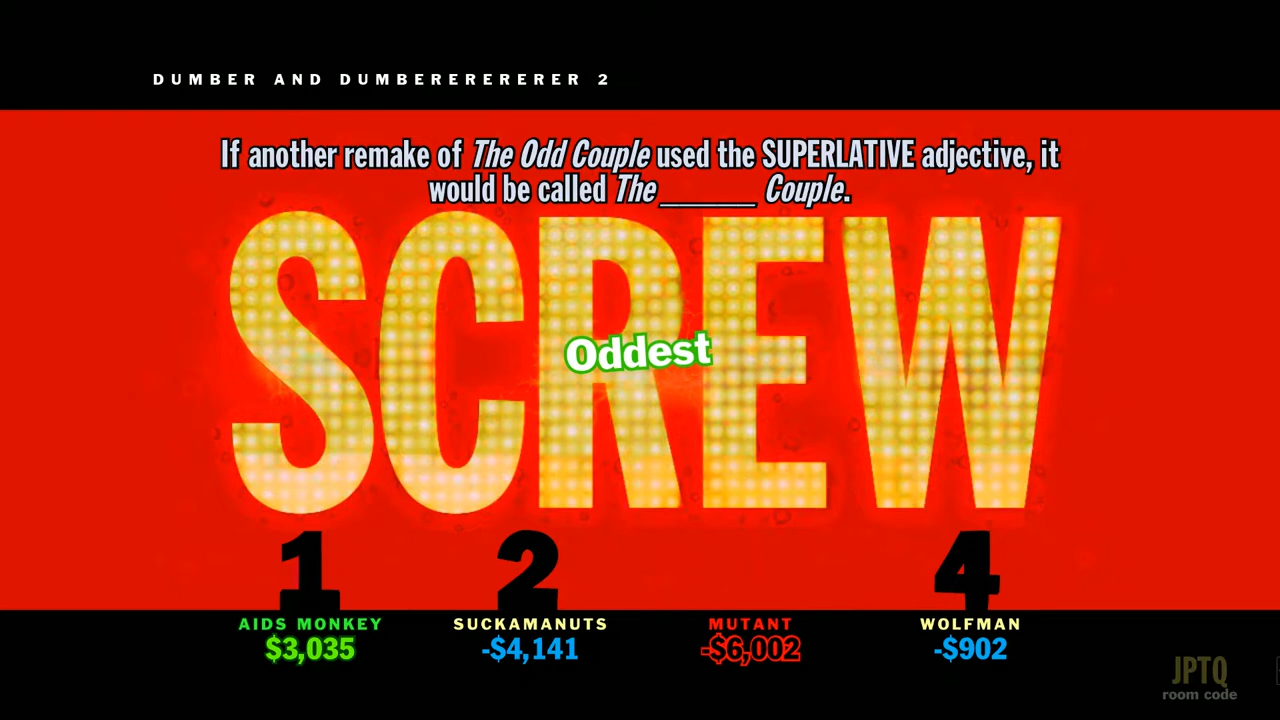 DUMBER AND DUMBERERERERER 2
If another remake of The Odd Couple used the SUPERLATIVE adjective, it
would be called The ______ Couple.
SCREW
Oddest
1 2 4
AIDS MONKEY SUCKAMANUTS MUTANT WOLFMAN
$3,035 -$4,141 -$6,002 -$902
JPTQ
room code